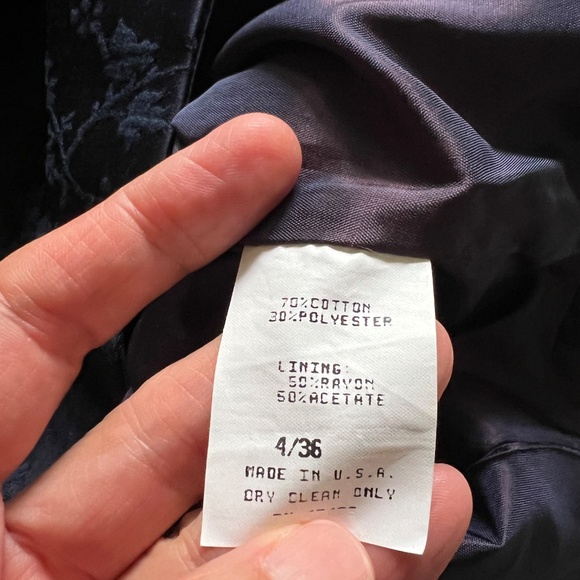 70%COTTON
30%POLYESTER
LINING:
50%RAYON
50%ACETATE
4/36
MADE IN U.S.A.
DRY CLEAN ONLY